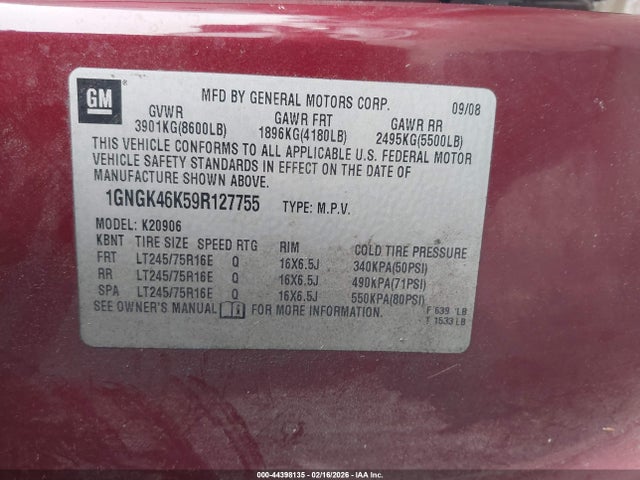 GM
MFD BY GENERAL MOTORS CORP. 09/08
GVWR GAWR FRT GAWR RR
3901KG(8600LB) 1896KG(4180LB) 2495KG(5500LB)
THIS VEHICLE CONFORMS TO ALL APPLICABLE U.S. FEDERAL MOTOR
VEHICLE SAFETY STANDARDS IN EFFECT ON THE DATE OF
MANUFACTURE SHOWN ABOVE.
1GNGK46K59R127755 TYPE: M.P.V.
MODEL: K20906
KBNT TIRE SIZE SPEED RTG RIM COLD TIRE PRESSURE
FRT LT245/75R16E Q 16X6.5J 340KPA(50PSI)
RR LT245/75R16E Q 16X6.5J 490KPA(71PSI)
SPA LT245/75R16E Q 16X6.5J 550KPA(80PSI)
SEE OWNER'S MANUAL FOR MORE INFORMATION.
F 639 LB
T 1533 LB
000-44398135 - 02/16/2026 - IAA Inc.